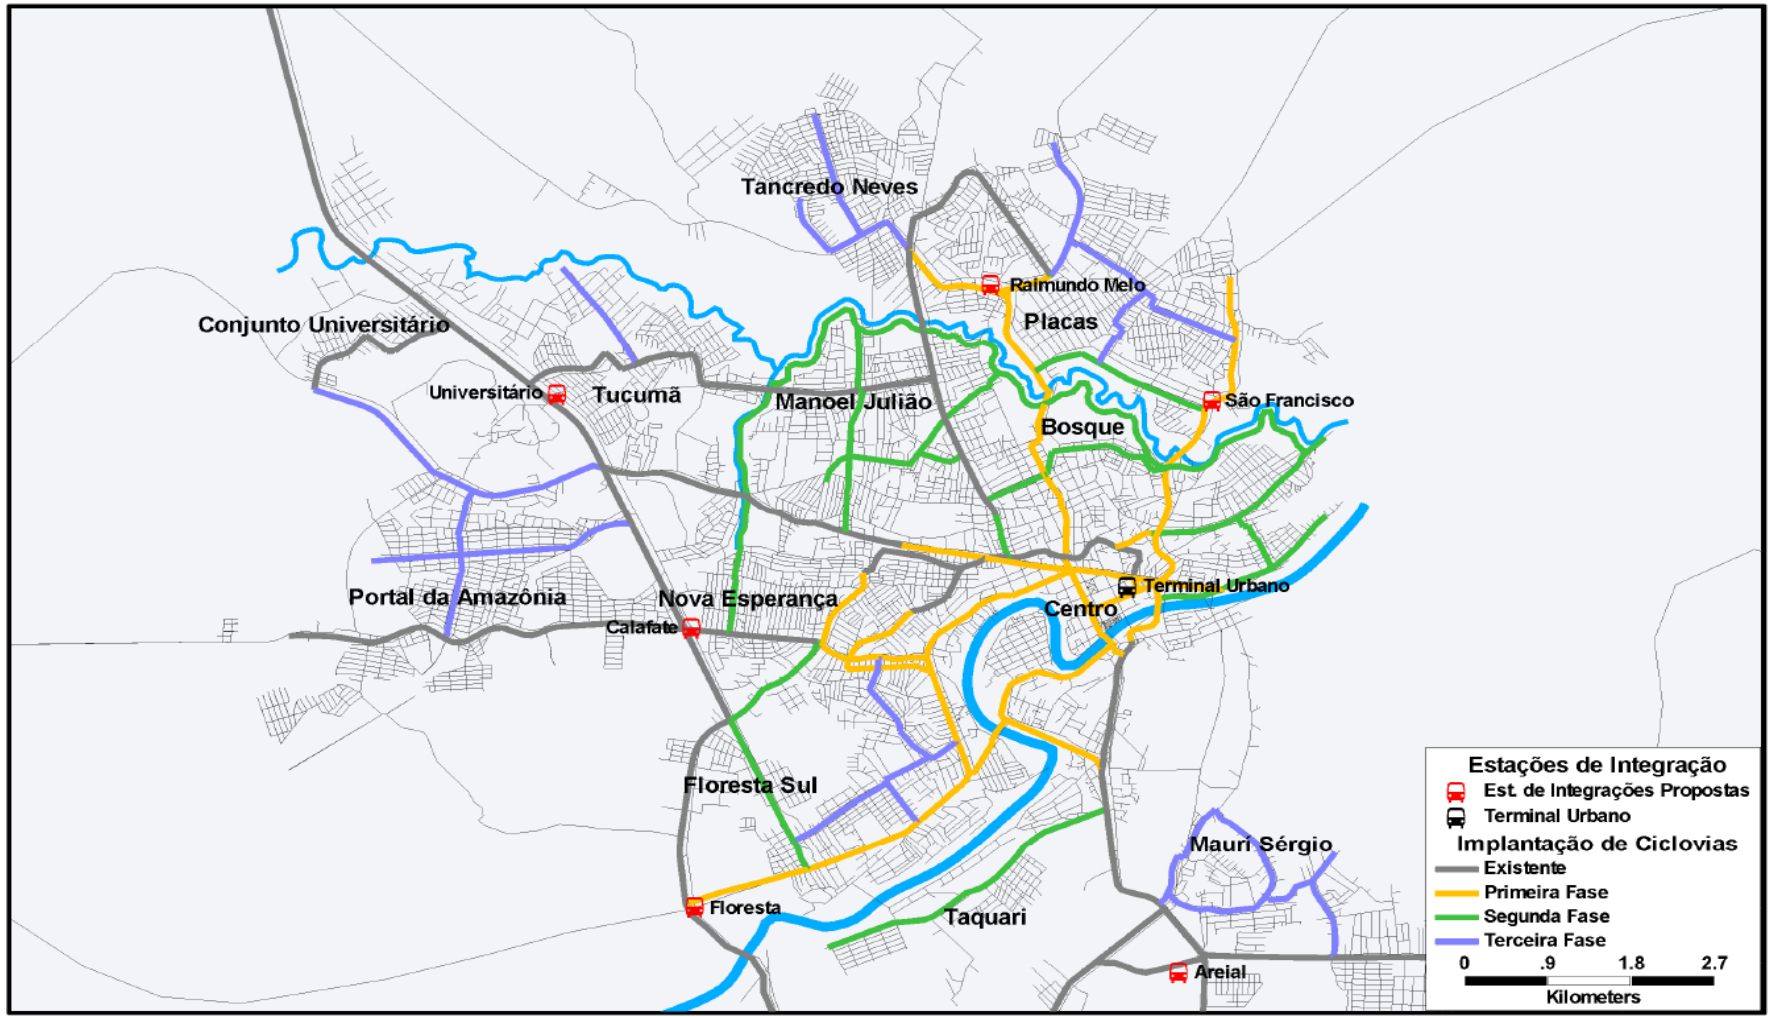 Tancredo Neves
Raimundo Melo
Placas
Conjunto Universitário
Universitário
Tucumã
Manoel Julião
São Francisco
Bosque
Portal da Amazônia
Nova Esperança
Terminal Urbano
Centro
Calafate
Floresta Sul
Maurí Sérgio
Floresta
Taquari
Areial
Estações de Integração
Est. de Integrações Propostas
Terminal Urbano
Implantação de Ciclovias
Existente
Primeira Fase
Segunda Fase
Terceira Fase
0 .9 1.8 2.7
Kilometers